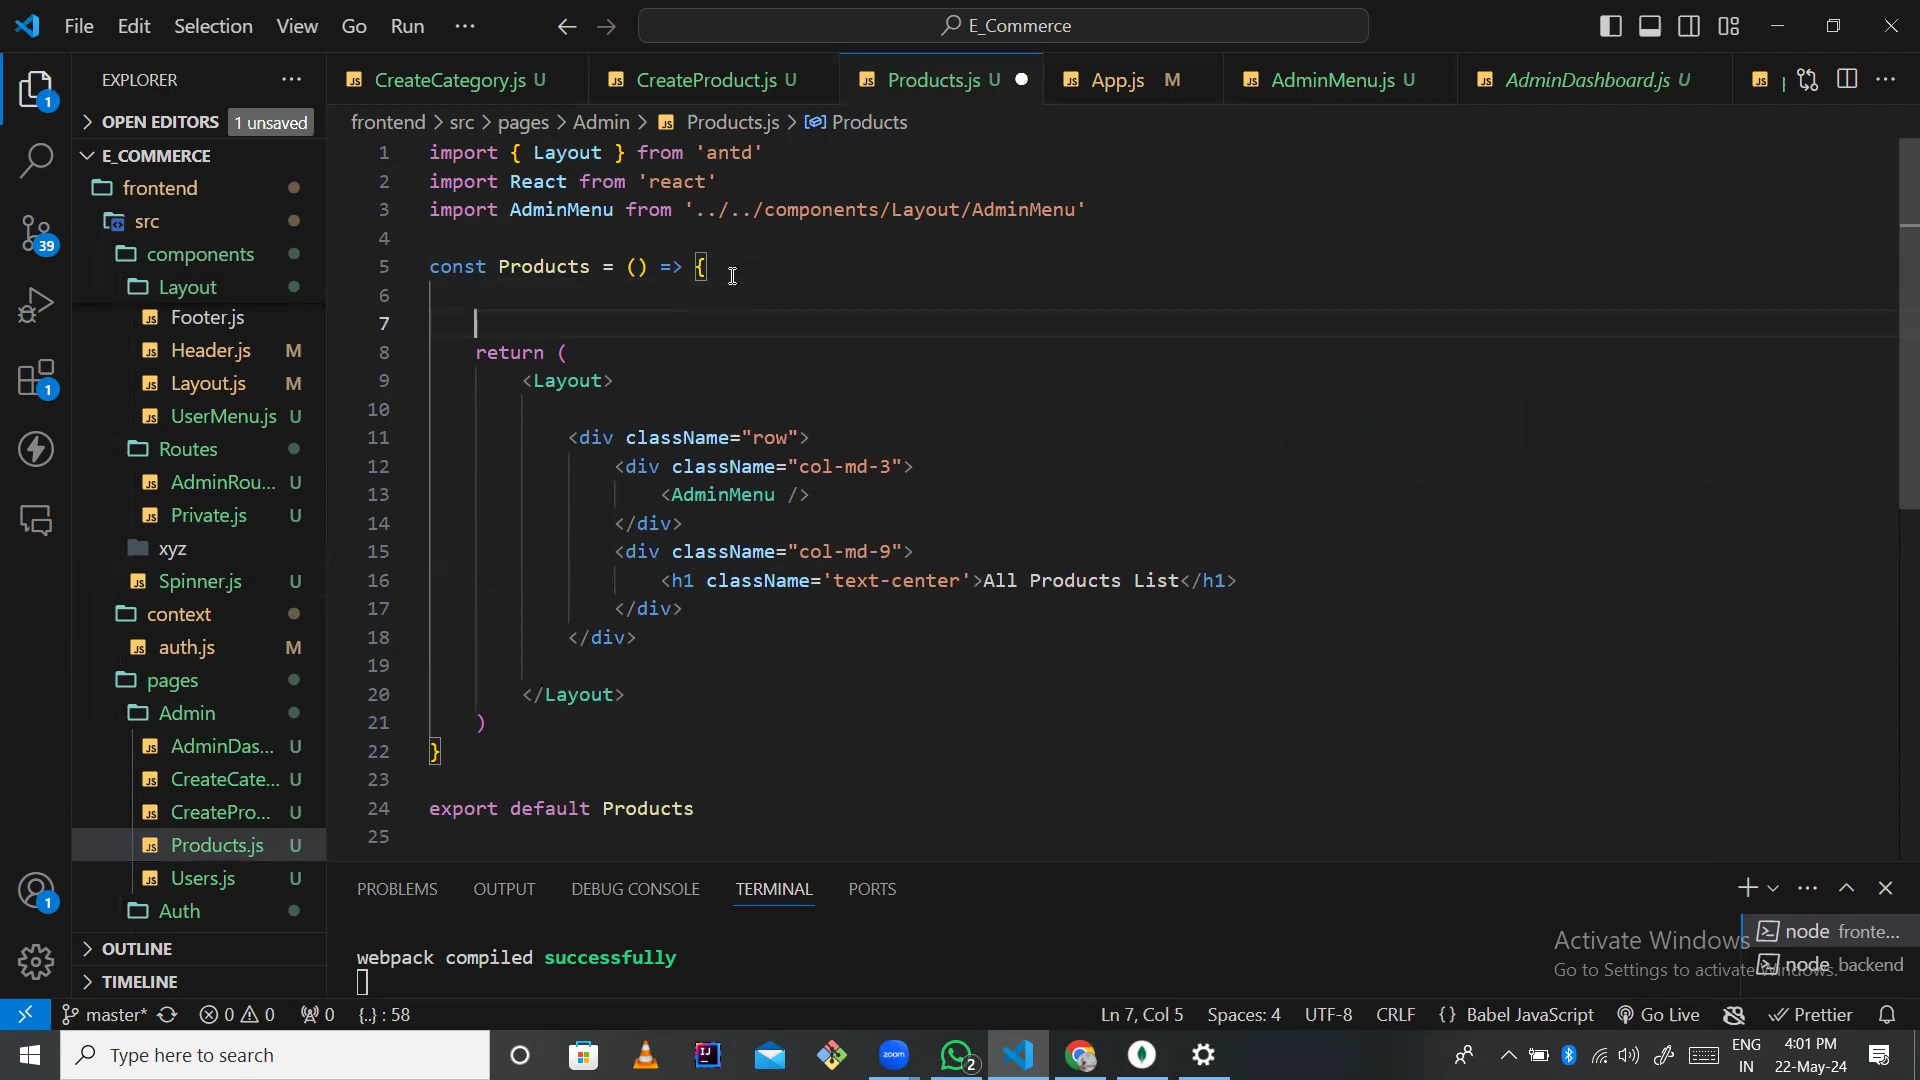 File Edit Selection View Go Run ··· E_Commerce
EXPLORER ···
CreateCategory.js U CreateProduct.js U Products.js U App.js M AdminMenu.js U AdminDashboard.js U
OPEN EDITORS 1 unsaved
frontend > src > pages > Admin > Products.js > Products
E_COMMERCE
frontend
src
components
Layout
Footer.js
Header.js M
Layout.js M
UserMenu.js U
Routes
AdminRou... U
Private.js U
xyz
Spinner.js U
context
auth.js M
pages
Admin
AdminDas... U
CreateCate... U
CreatePro... U
Products.js U
Users.js U
Auth
OUTLINE
TIMELINE
1 import { Layout } from 'antd'
2 import React from 'react'
3 import AdminMenu from '../../components/Layout/AdminMenu'
4
5 const Products = () => {
6
7
8 return (
9 <Layout>
10
11 <div className="row">
12 <div className="col-md-3">
13 <AdminMenu />
14 </div>
15 <div className="col-md-9">
16 <h1 className='text-center'>All Products List</h1>
17 </div>
18 </div>
19
20 </Layout>
21 )
22 }
23
24 export default Products
25
1
39
1
1
PROBLEMS OUTPUT DEBUG CONSOLE TERMINAL PORTS
webpack compiled successfully
node fronte...
node backend
Activate Windows
Go to Settings to activate Windows.
master* 0 0 0 {..} : 58 Ln 7, Col 5 Spaces: 4 UTF-8 CRLF {} Babel JavaScript Go Live Prettier
Type here to search
zoom
2
ENG
IN
4:01 PM
22-May-24